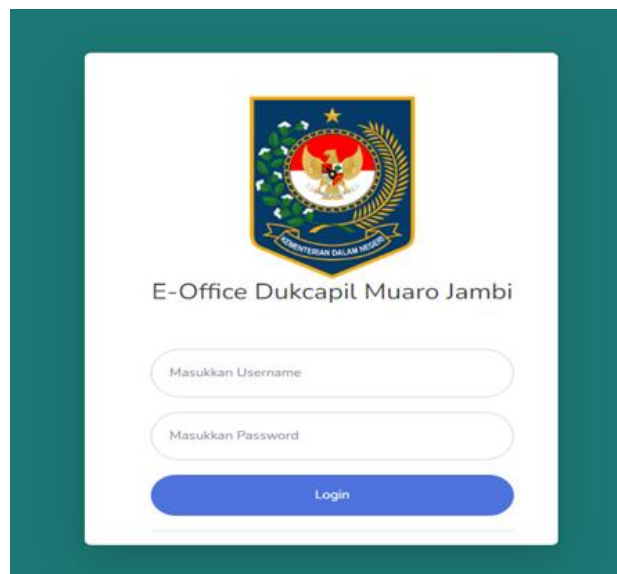 KEMENTERIAN DALAM NEGERI
E-Office Dukcapil Muaro Jambi
Masukkan Username
Masukkan Password
Login